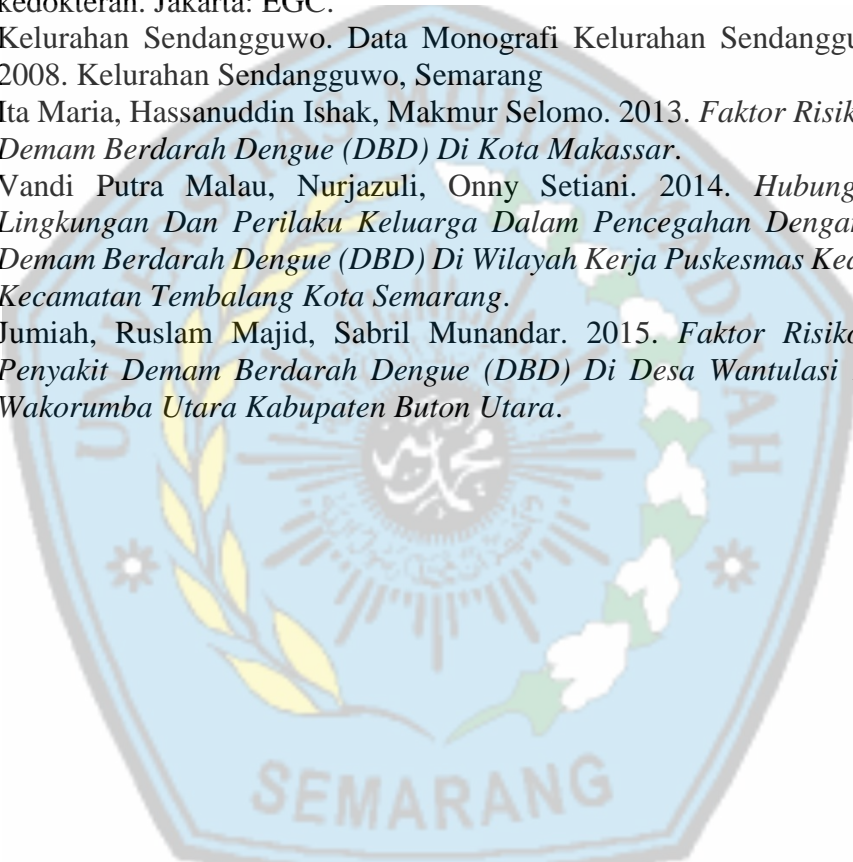 kedokteran. Jakarta: EGC.
Kelurahan Sendangguwo. Data Monografi Kelurahan Sendanggu
2008. Kelurahan Sendangguwo, Semarang
Ita Maria, Hassanuddin Ishak, Makmur Selomo. 2013. Faktor Risik
Demam Berdarah Dengue (DBD) Di Kota Makassar.
Vandi Putra Malau, Nurjazuli, Onny Setiani. 2014. Hubung
Lingkungan Dan Perilaku Keluarga Dalam Pencegahan Dengan
Demam Berdarah Dengue (DBD) Di Wilayah Kerja Puskesmas Ked
Kecamatan Tembalang Kota Semarang.
Jumiah, Ruslam Majid, Sabril Munandar. 2015. Faktor Risiko
Penyakit Demam Berdarah Dengue (DBD) Di Desa Wantulasi
Wakorumba Utara Kabupaten Buton Utara.
SEMARANG